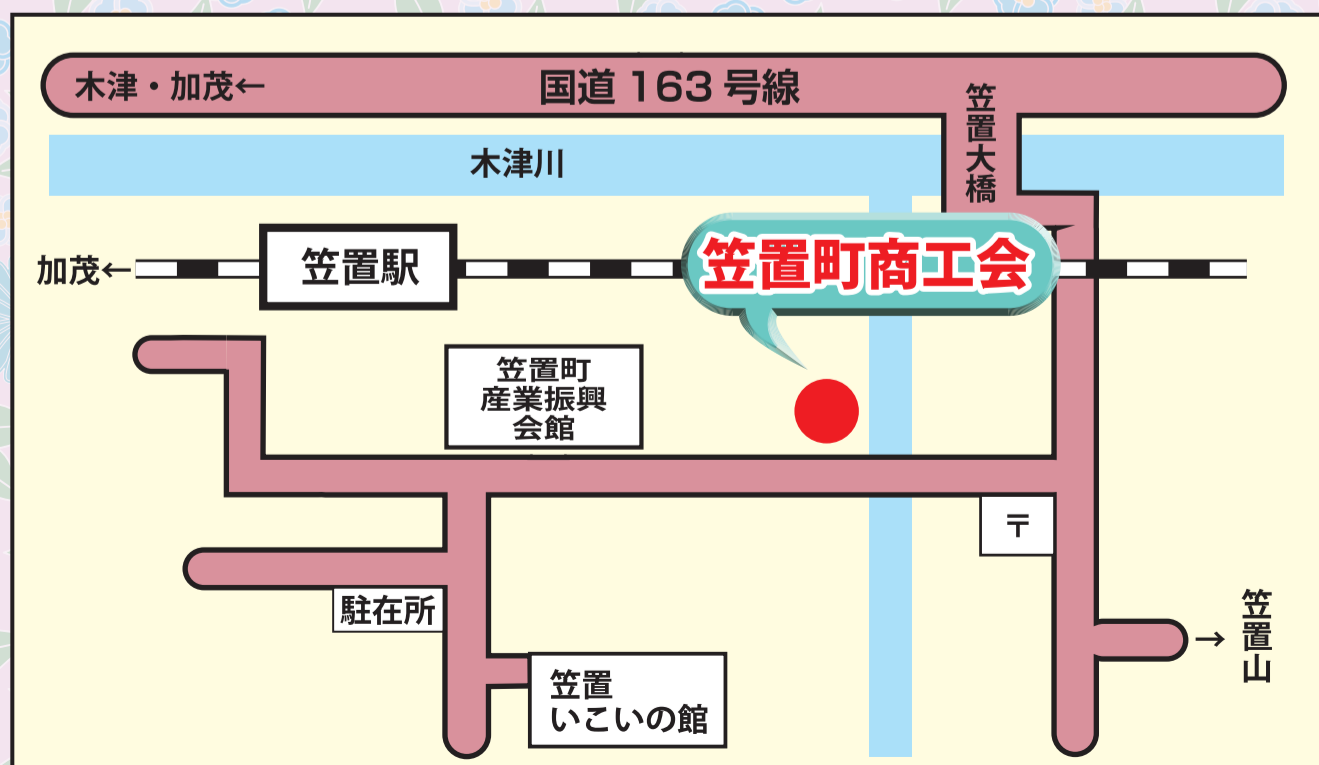 木津・加茂←
国道 163 号線
笠置大橋
木津川
加茂←
笠置駅
笠置町商工会
笠置町
産業振興
会館
〒
駐在所
笠置
いこいの館
→
笠置山